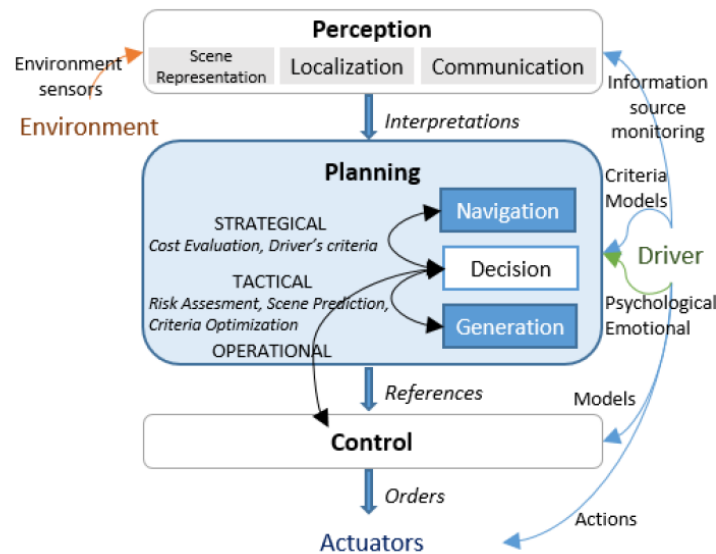 Perception
Scene
Representation
Localization
Communication
Environment
sensors
Environment
Information
source
monitoring
Interpretations
Planning
Criteria
Models
Navigation
STRATEGICAL
Cost Evaluation, Driver's criteria
Decision
Driver
TACTICAL
Risk Assesment, Scene Prediction,
Criteria Optimization
Generation
Psychological
Emotional
OPERATIONAL
References
Models
Control
Orders
Actions
Actuators